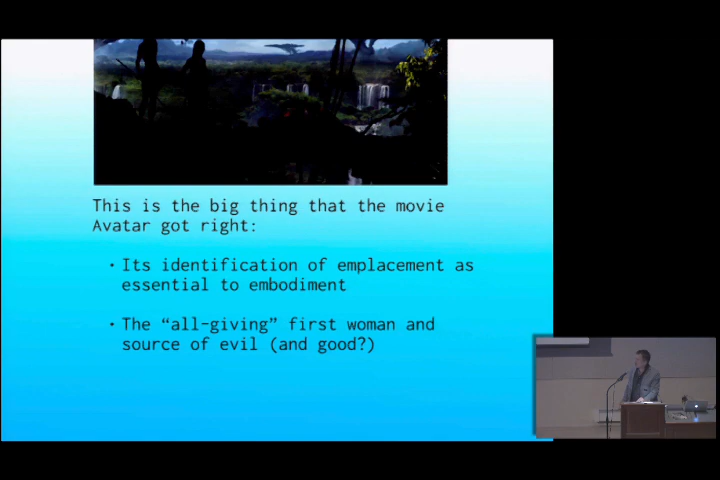 This is the big thing that the movie
Avatar got right:
• Its identification of emplacement as
essential to embodiment
• The “all-giving” first woman and
source of evil (and good?)